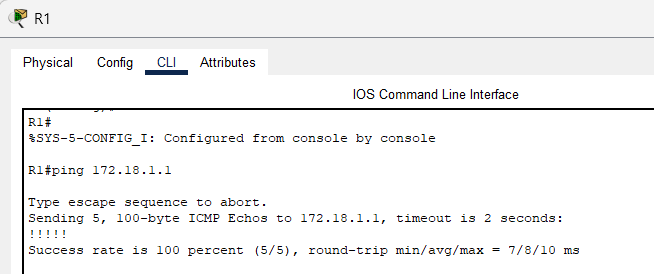 R1
Physical Config CLI Attributes
IOS Command Line Interface
R1#
%SYS-5-CONFIG_I: Configured from console by console
R1#ping 172.18.1.1
Type escape sequence to abort.
Sending 5, 100-byte ICMP Echos to 172.18.1.1, timeout is 2 seconds:
!!!!!
Success rate is 100 percent (5/5), round-trip min/avg/max = 7/8/10 ms